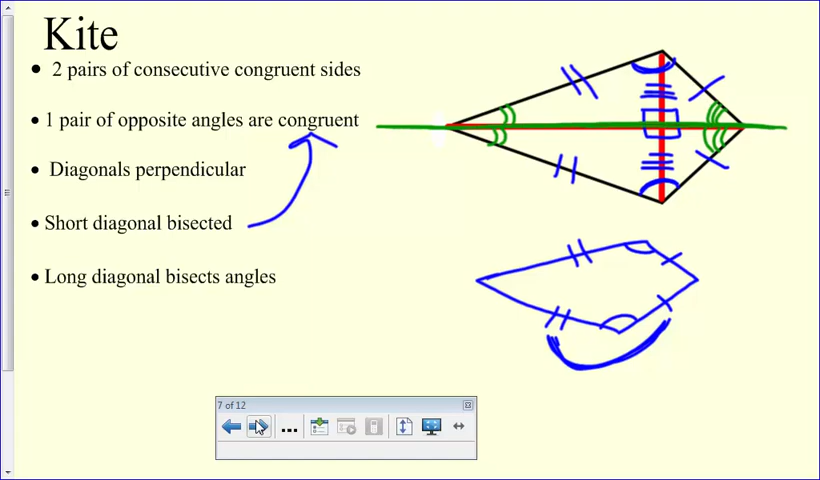 Kite
• 2 pairs of consecutive congruent sides
• 1 pair of opposite angles are congruent
• Diagonals perpendicular
• Short diagonal bisected
• Long diagonal bisects angles
7 of 12